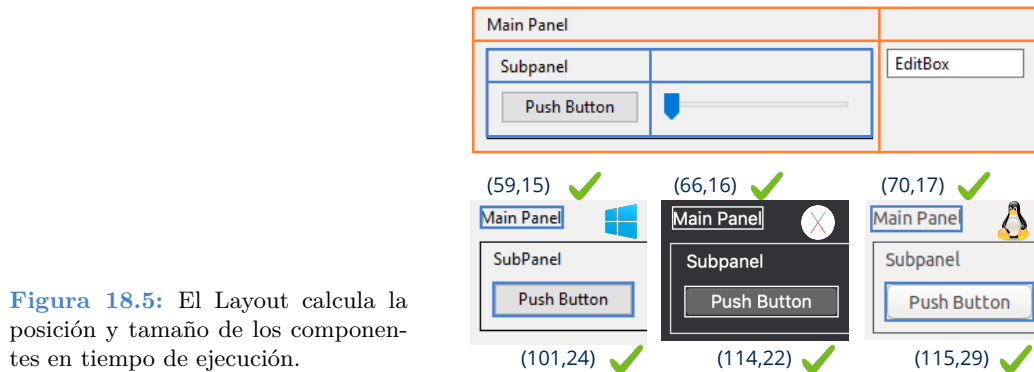 Main Panel
Subpanel
EditBox
Push Button
(59,15) (66,16) (70,17)
Main Panel Main Panel Main Panel
SubPanel Subpanel Subpanel
Push Button Push Button Push Button
(101,24) (114,22) (115,29)
Figura 18.5: El Layout calcula la
posición y tamaño de los componen-
tes en tiempo de ejecución.